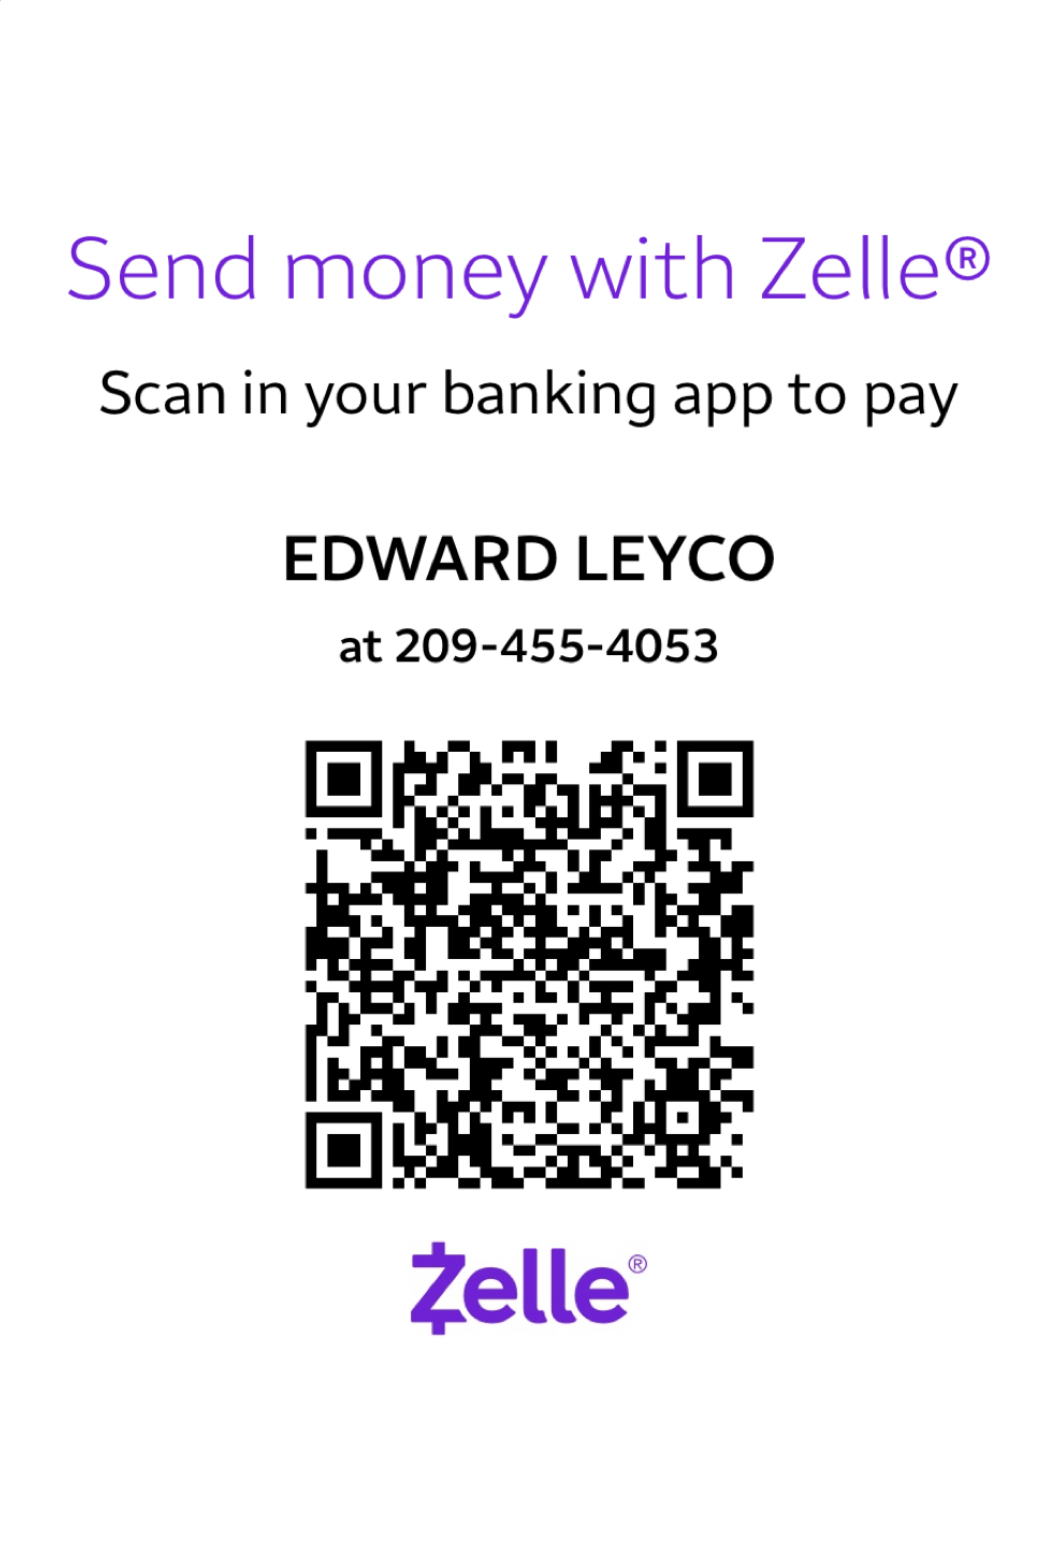 Send money with Zelle®
Scan in your banking app to pay
EDWARD LEYCO
at 209-455-4053
Zelle®